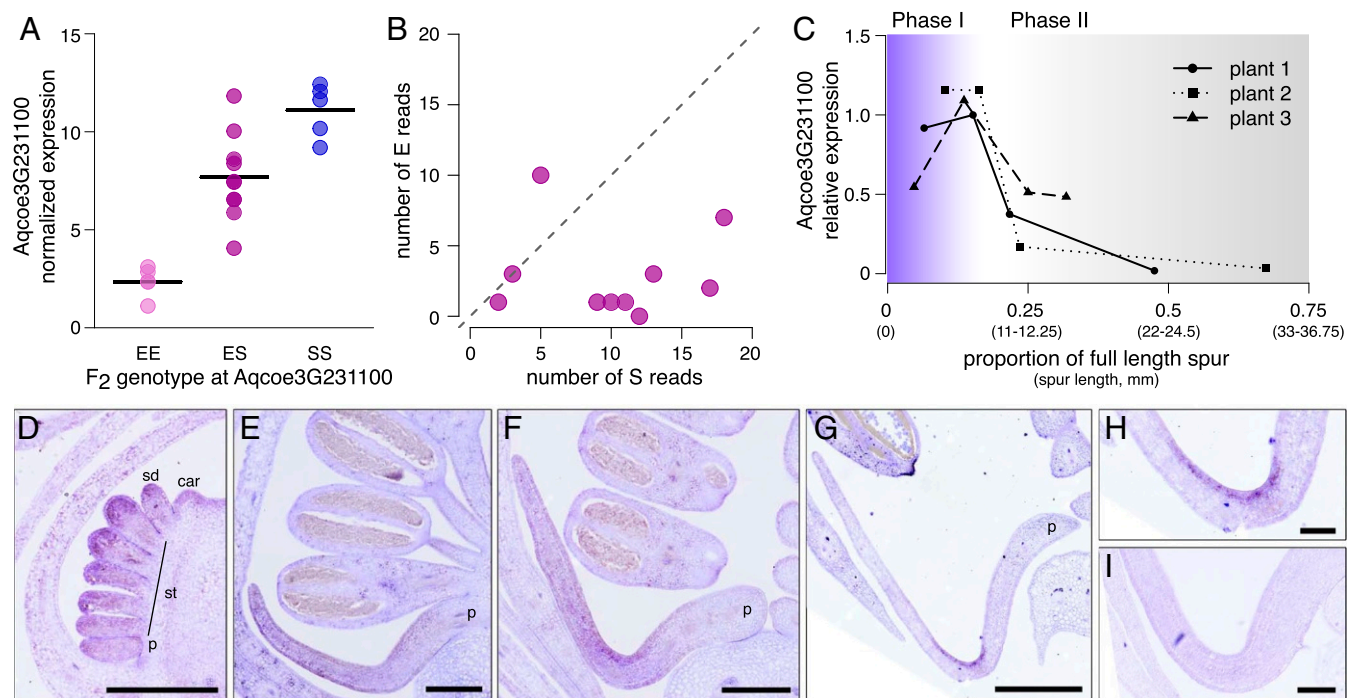 A
Aqcoe3G231100
normalized expression
15
10
5
0
EE ES SS
F2 genotype at Aqcoe3G231100
B
number of E reads
20
15
10
5
0
0 5 10 15 20
number of S reads
C
Phase I Phase II
Aqcoe3G231100
relative expression
1.5
1.0
0.5
0
plant 1
plant 2
plant 3
0 0.25 0.5 0.75
(0) (11-12.25) (22-24.5) (33-36.75)
proportion of full length spur
(spur length, mm)
D
sd
car
st
p
E
p
F
p
G
p
H
I